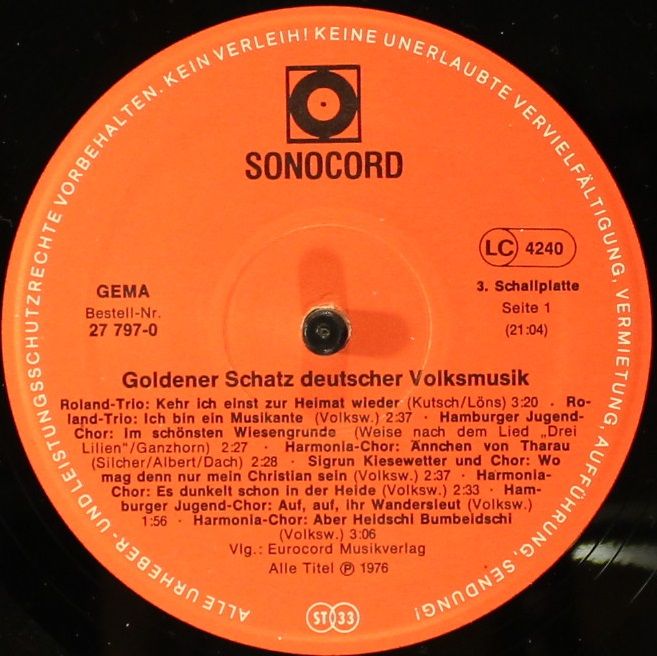 ALLE URHEBER- UND LEISTUNGSSCHUTZRECHTE VORBEHALTEN. KEIN VERLEIH! KEINE UNERLAUBTE VERVIELFÄLTIGUNG, VERMIETUNG, AUFFÜHRUNG, SENDUNG!
SONOCORD
LC 4240
GEMA
Bestell-Nr.
27 797-0
3. Schallplatte
Seite 1
(21:04)
Goldener Schatz deutscher Volksmusik
Roland-Trio: Kehr ich einst zur Heimat wieder (Kutsch/Löns) 3:20 · Ro-
land-Trio: Ich bin ein Musikante (Volksw.) 2:37 · Hamburger Jugend-
Chor: Im schönsten Wiesengrunde (Weise nach dem Lied „Drei
Lilien"/Ganzhorn) 2:27 · Harmonia-Chor: Ännchen von Tharau
(Silcher/Albert/Dach) 2:28 · Sigrun Kiesewetter und Chor: Wo
mag denn nur mein Christian sein (Volksw.) 2:37 · Harmonia-
Chor: Es dunkelt schon in der Heide (Volksw.) 2:33 · Ham-
burger Jugend-Chor: Auf, auf, ihr Wandersleut (Volksw.)
1:56 · Harmonia-Chor: Aber Heidschi Bumbeidschi
(Volksw.) 3:06
Vlg.: Eurocord Musikverlag
Alle Titel Ⓟ 1976
ST 33